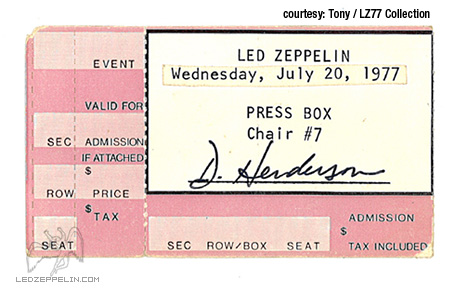 courtesy: Tony / LZ77 Collection
EVENT
VALID FOR
SEC ADMISSION
IF ATTACHED
$
ROW PRICE
$
TAX
SEAT
LED ZEPPELIN
Wednesday, July 20, 1977
PRESS BOX
Chair #7
D. Henderson
ADMISSION
$
SEC ROW/BOX SEAT TAX INCLUDED
LEDZEPPELIN.COM